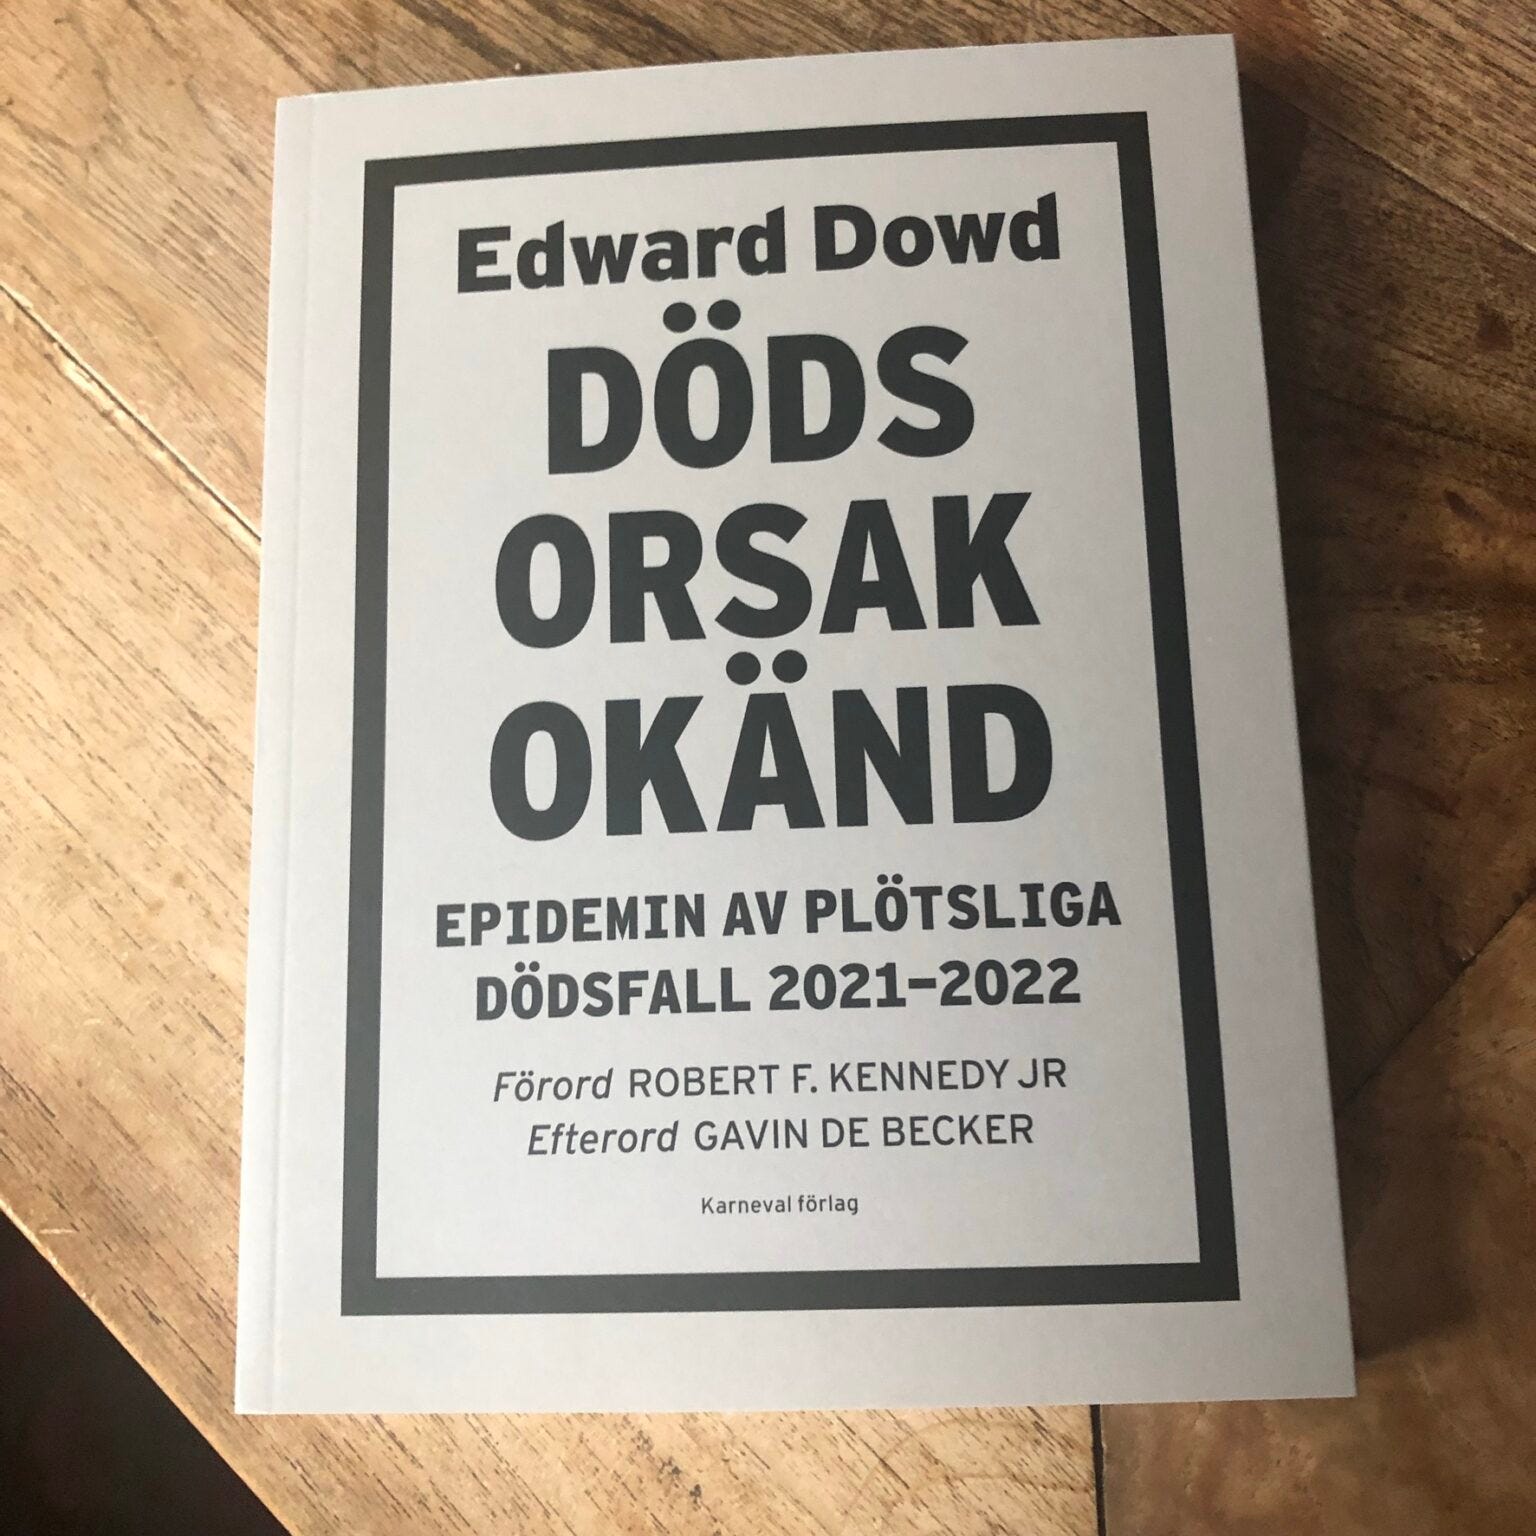 Edward Dowd
DÖDS
ORSAK
OKÄND
EPIDEMIN AV PLÖTSLIGA
DÖDSFALL 2021–2022
Förord ROBERT F. KENNEDY JR
Efterord GAVIN DE BECKER
Karneval förlag